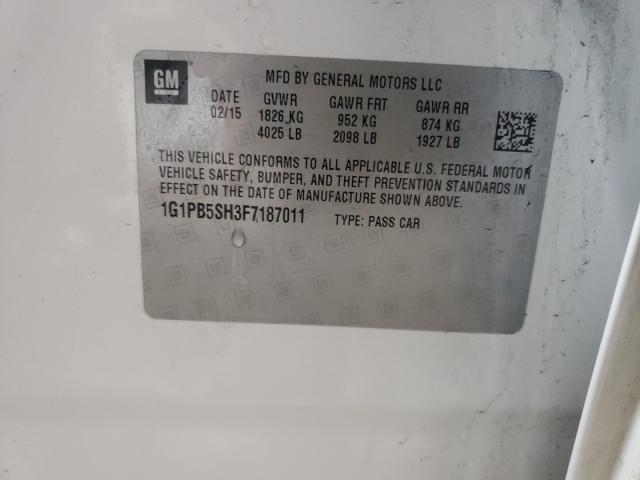 GM
MFD BY GENERAL MOTORS LLC
DATE GVWR GAWR FRT GAWR RR
02/15 1826 KG 952 KG 874 KG
4025 LB 2098 LB 1927 LB
THIS VEHICLE CONFORMS TO ALL APPLICABLE U.S. FEDERAL MOTOR
VEHICLE SAFETY, BUMPER, AND THEFT PREVENTION STANDARDS IN
EFFECT ON THE DATE OF MANUFACTURE SHOWN ABOVE.
1G1PB5SH3F7187011 TYPE: PASS CAR